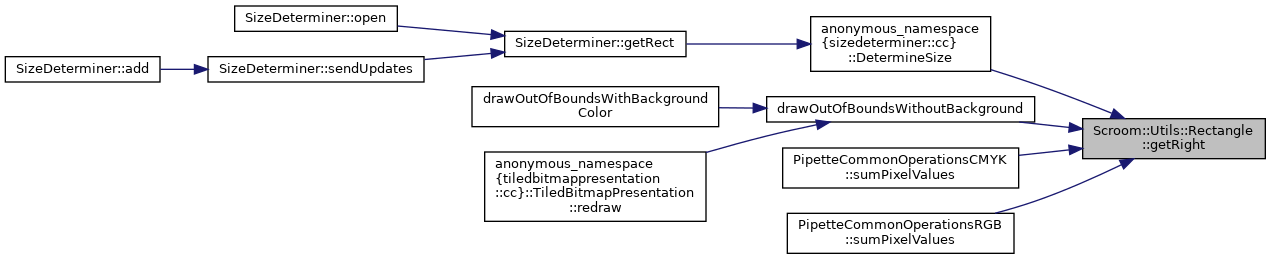 SizeDeterminer::open
SizeDeterminer::add
SizeDeterminer::sendUpdates
SizeDeterminer::getRect
anonymous_namespace
{sizedeterminer::cc}
::DetermineSize
drawOutOfBoundsWithBackground
Color
drawOutOfBoundsWithoutBackground
anonymous_namespace
{tiledbitmappresentation
::cc}::TiledBitmapPresentation
::redraw
PipetteCommonOperationsCMYK
::sumPixelValues
PipetteCommonOperationsRGB
::sumPixelValues
Scroom::Utils::Rectangle
::getRight